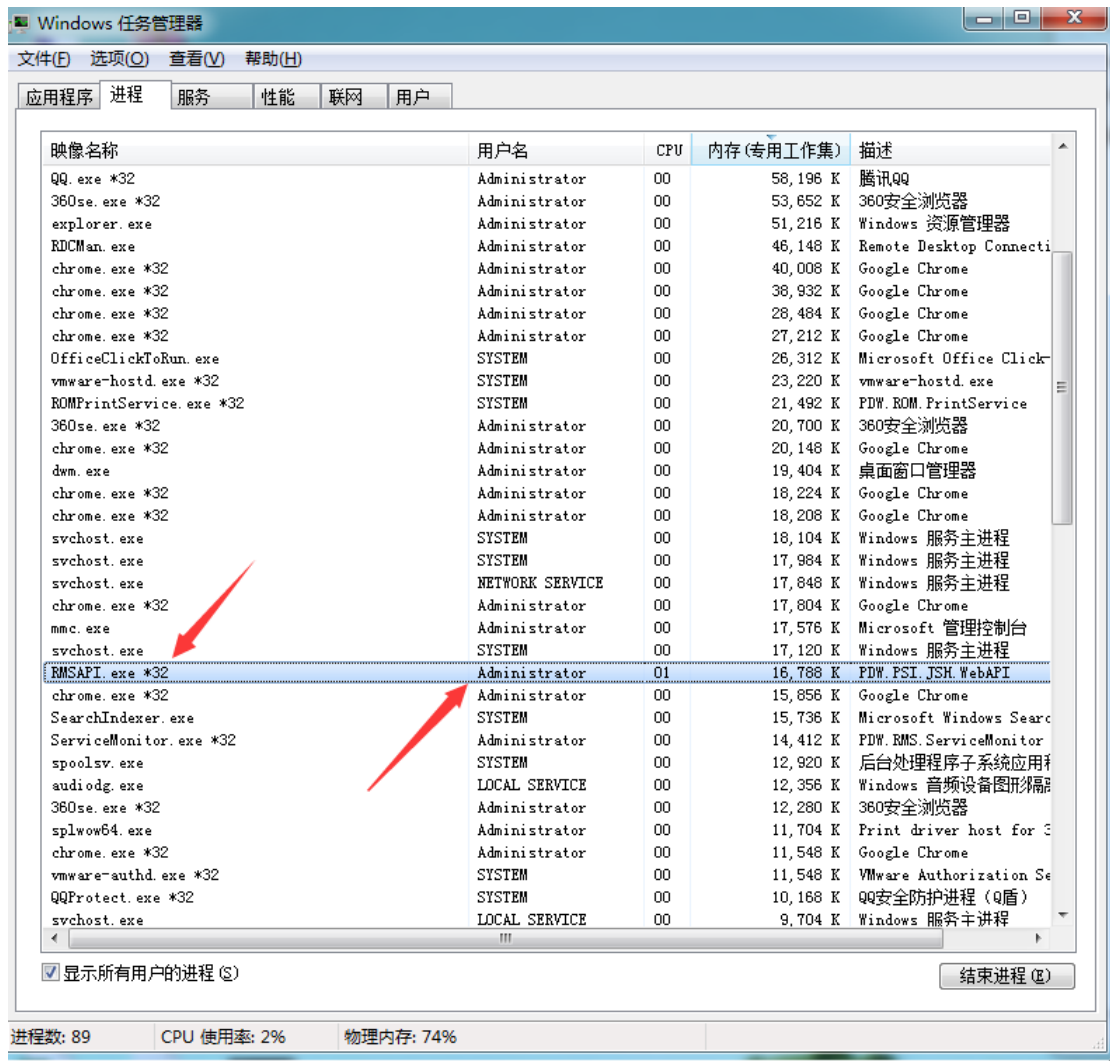 Windows 任务管理器
文件(F) 选项(O) 查看(V) 帮助(H)
应用程序 进程 服务 性能 联网 用户
映像名称 用户名 CPU 内存(专用工作集) 描述
QQ.exe *32 Administrator 00 58,196 K 腾讯QQ
360se.exe *32 Administrator 00 53,652 K 360安全浏览器
explorer.exe Administrator 00 51,216 K Windows 资源管理器
RDCMan.exe Administrator 00 46,148 K Remote Desktop Connecti
chrome.exe *32 Administrator 00 40,008 K Google Chrome
chrome.exe *32 Administrator 00 38,932 K Google Chrome
chrome.exe *32 Administrator 00 28,484 K Google Chrome
chrome.exe *32 Administrator 00 27,212 K Google Chrome
OfficeClickToRun.exe SYSTEM 00 26,312 K Microsoft Office Click-
vmware-hostd.exe *32 SYSTEM 00 23,220 K vmware-hostd.exe
ROMPrintService.exe *32 SYSTEM 00 21,492 K PDW.ROM.PrintService
360se.exe *32 Administrator 00 20,700 K 360安全浏览器
chrome.exe *32 Administrator 00 20,148 K Google Chrome
dwm.exe Administrator 00 19,404 K 桌面窗口管理器
chrome.exe *32 Administrator 00 18,224 K Google Chrome
chrome.exe *32 Administrator 00 18,208 K Google Chrome
svchost.exe SYSTEM 00 18,104 K Windows 服务主进程
svchost.exe SYSTEM 00 17,984 K Windows 服务主进程
svchost.exe NETWORK SERVICE 00 17,848 K Windows 服务主进程
chrome.exe *32 Administrator 00 17,804 K Google Chrome
mmc.exe Administrator 00 17,576 K Microsoft 管理控制台
svchost.exe SYSTEM 00 17,120 K Windows 服务主进程
RMSAPI.exe *32 Administrator 01 16,788 K PDW.PSI.JSH.WebAPI
chrome.exe *32 Administrator 00 15,856 K Google Chrome
SearchIndexer.exe SYSTEM 00 15,736 K Microsoft Windows Searc
ServiceMonitor.exe *32 Administrator 00 14,412 K PDW.RMS.ServiceMonitor
spoolsv.exe SYSTEM 00 12,920 K 后台处理程序子系统应用程
audiodg.exe LOCAL SERVICE 00 12,356 K Windows 音频设备图形隔离
360se.exe *32 Administrator 00 12,280 K 360安全浏览器
splwow64.exe Administrator 00 11,704 K Print driver host for 3
chrome.exe *32 Administrator 00 11,548 K Google Chrome
vmware-authd.exe *32 SYSTEM 00 11,548 K VMware Authorization Se
QQProtect.exe *32 SYSTEM 00 10,168 K QQ安全防护进程（Q盾）
svchost.exe LOCAL SERVICE 00 9,704 K Windows 服务主进程
显示所有用户的进程(S) 结束进程(E)
进程数: 89 CPU 使用率: 2% 物理内存: 74%